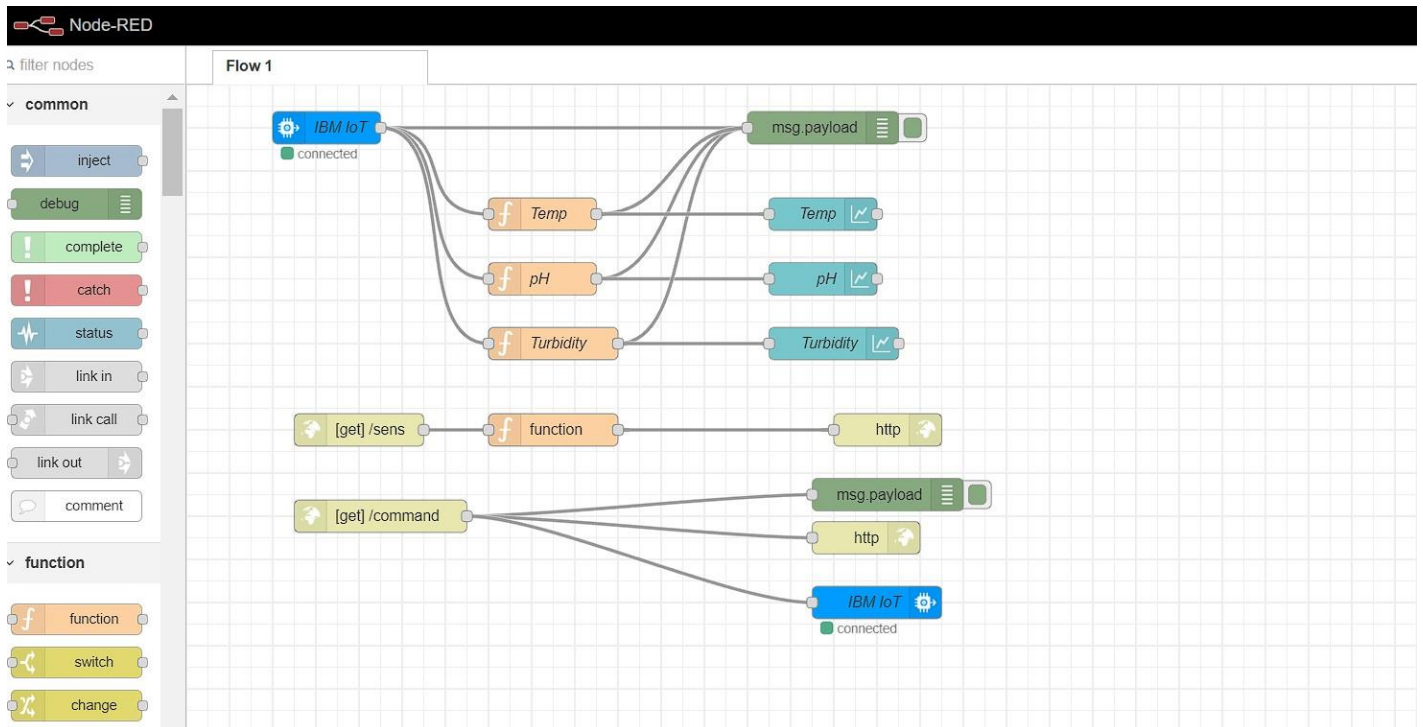 Node-RED
filter nodes
Flow 1
common
inject
debug
complete
catch
status
link in
link call
link out
comment
function
function
switch
change
IBM IoT
connected
msg.payload
Temp
Temp
pH
pH
Turbidity
Turbidity
[get] /sens
function
http
[get] /command
msg.payload
http
IBM IoT
connected